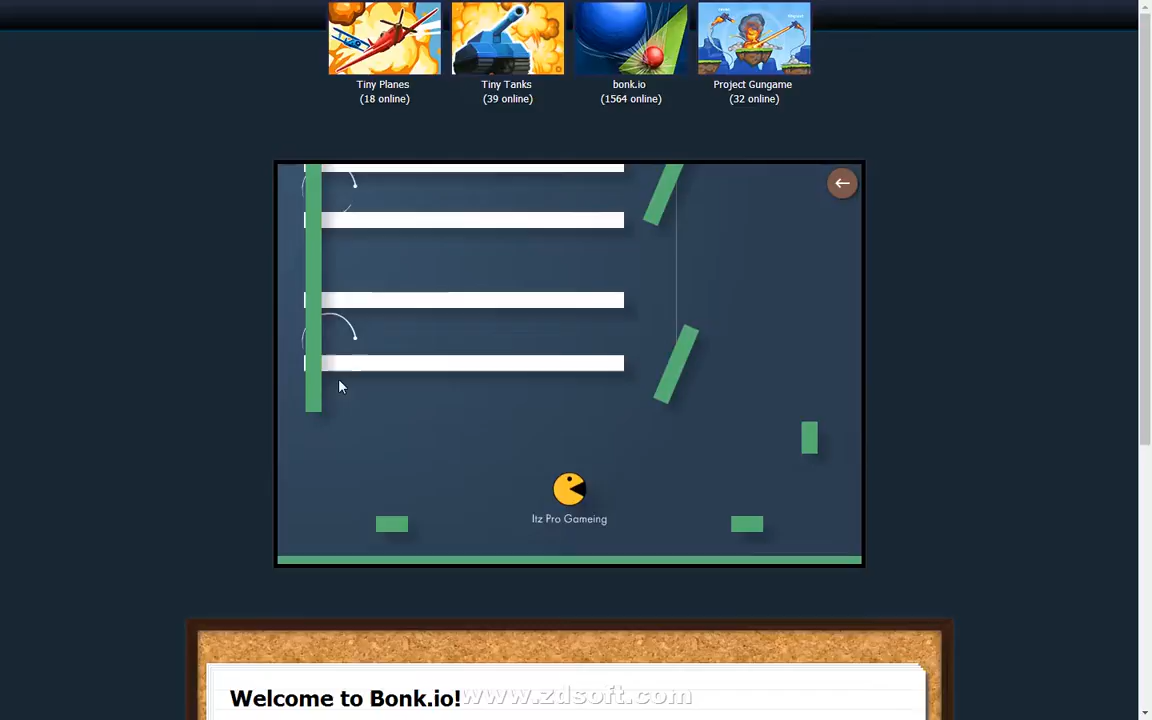 Tiny Planes
(18 online)
Tiny Tanks
(39 online)
bonk.io
(1564 online)
Project Gungame
(32 online)
Itz Pro Gameing
Welcome to Bonk.io!
www.zdsoft.com